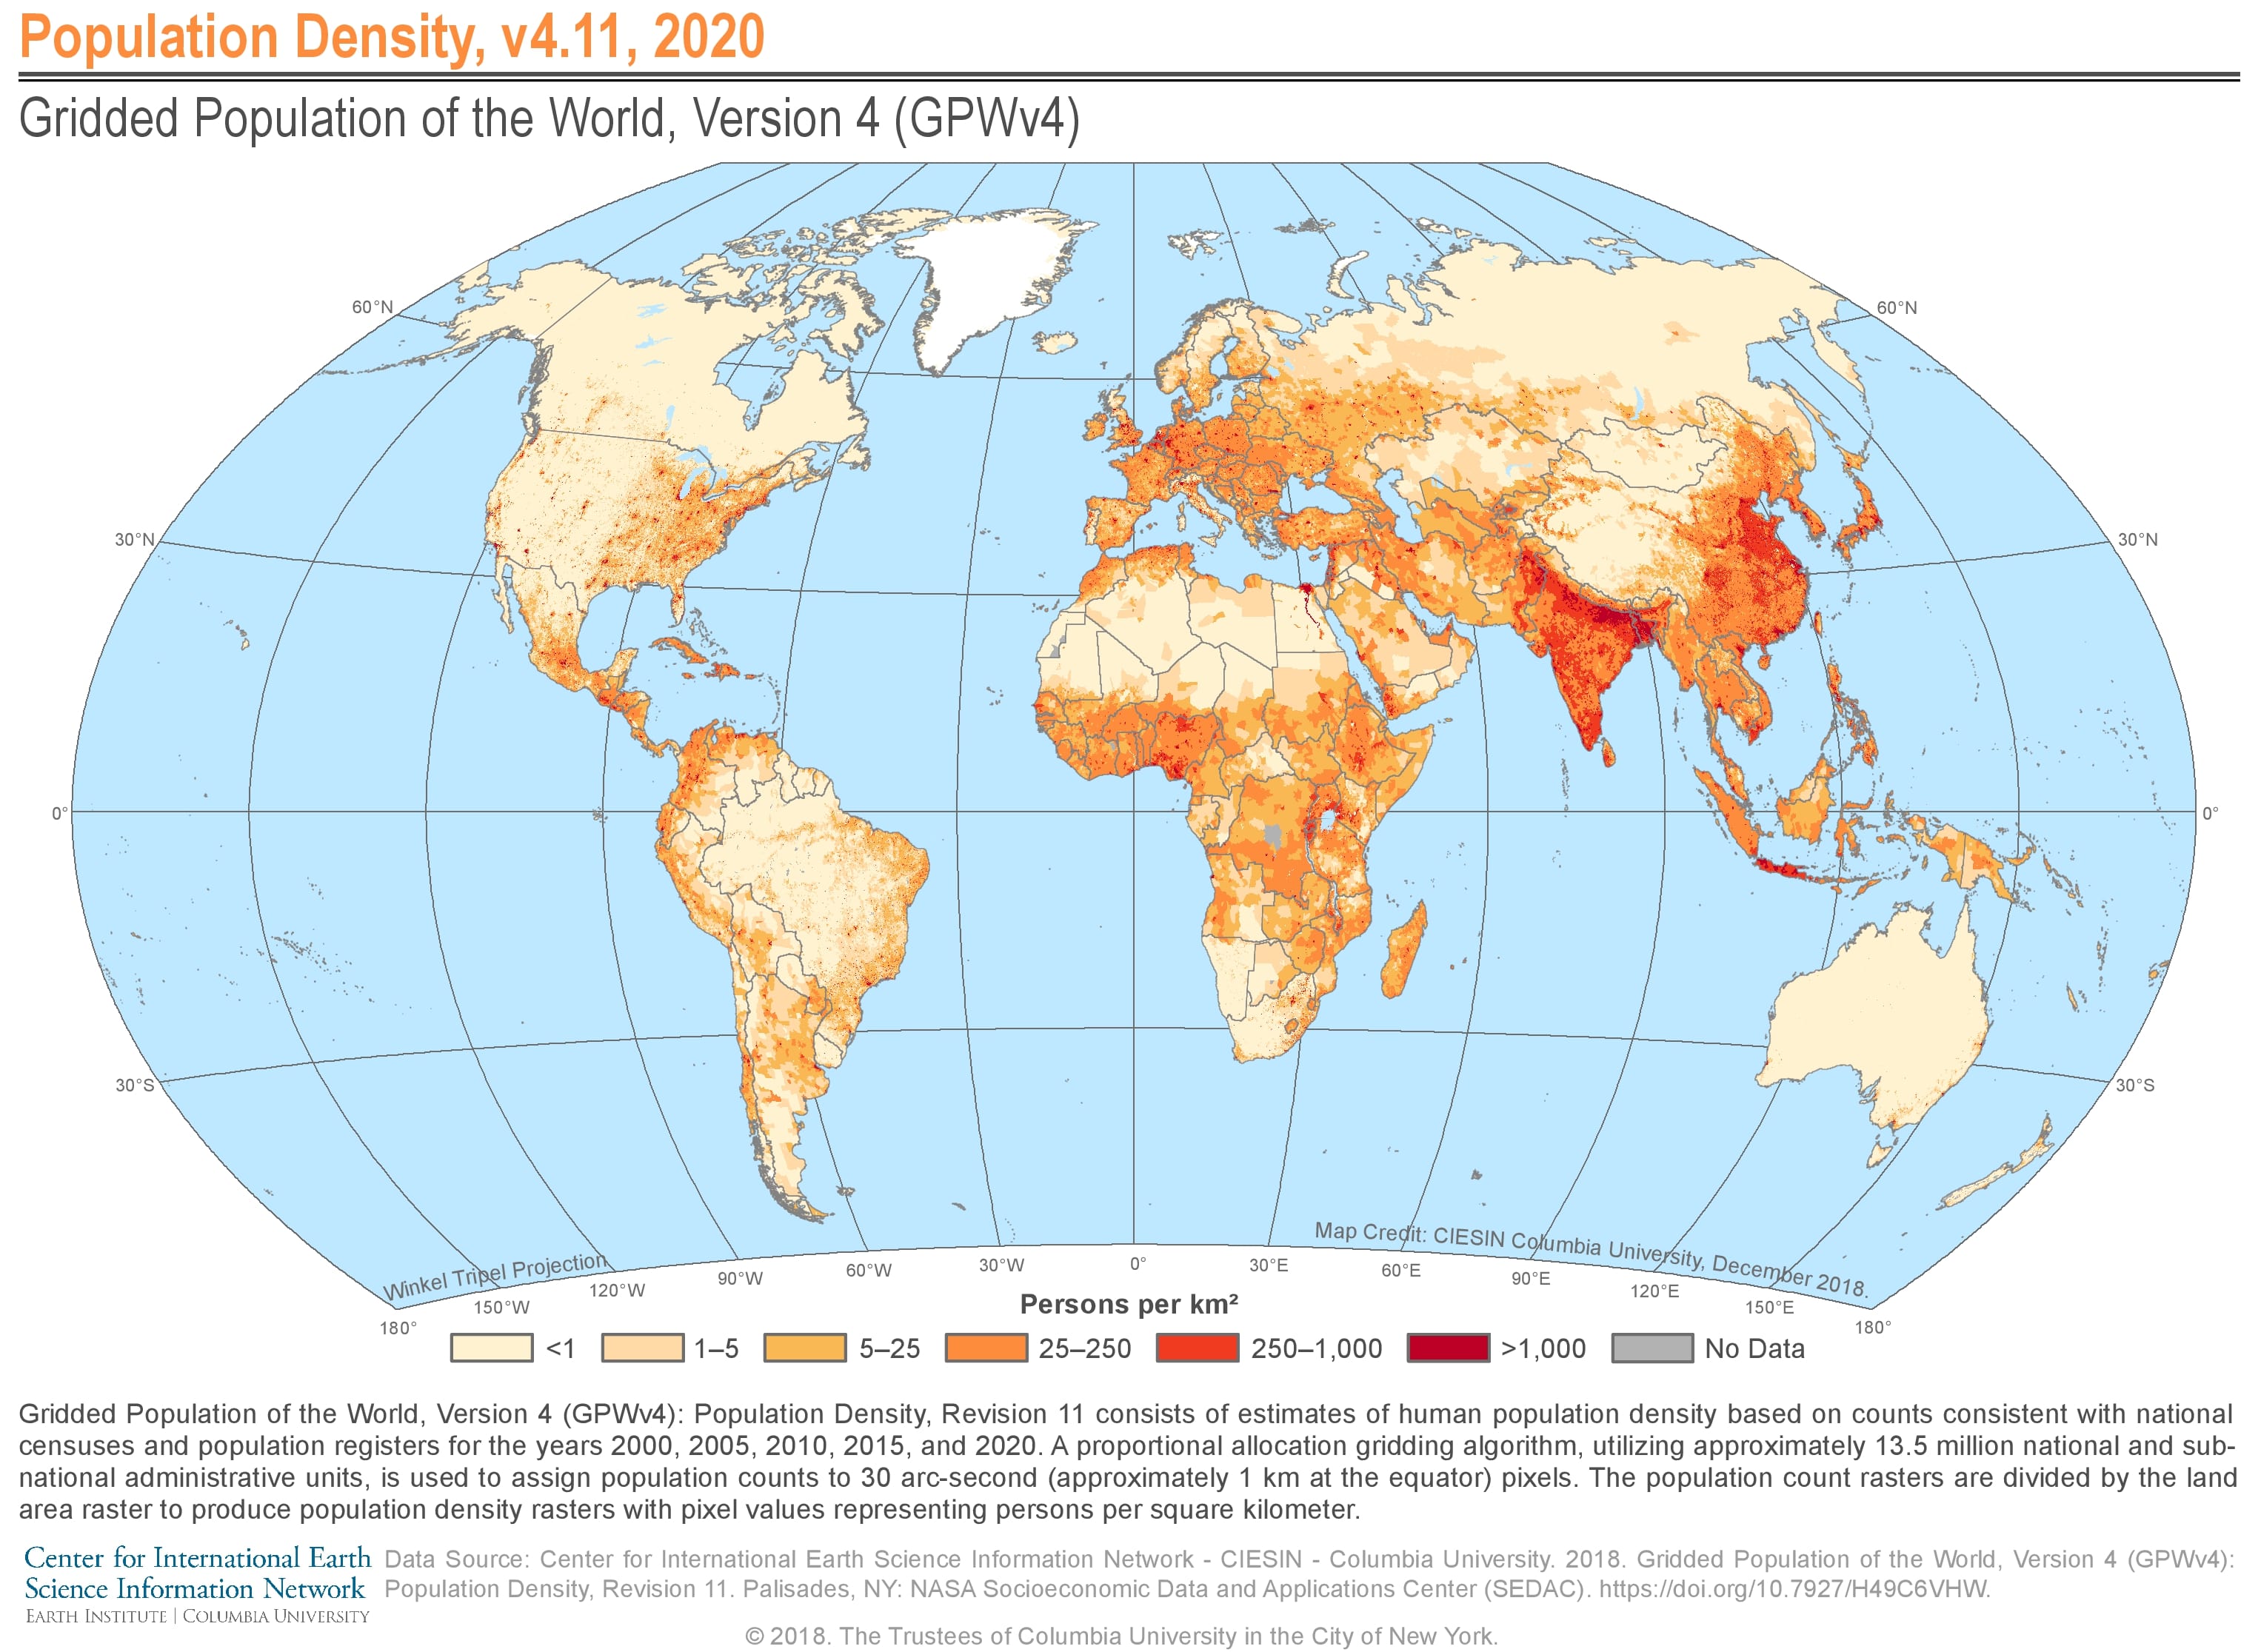 Population Density, v4.11, 2020
Gridded Population of the World, Version 4 (GPWv4)
60°N
60°N
30°N
30°N
0°
0°
30°S
30°S
Winkel Tripel Projection
Map Credit: CIESIN Columbia University, December 2018.
180°
150°W
120°W
90°W
60°W
30°W
0°
30°E
60°E
90°E
120°E
150°E
180°
Persons per km²
<1
1–5
5–25
25–250
250–1,000
>1,000
No Data
Gridded Population of the World, Version 4 (GPWv4): Population Density, Revision 11 consists of estimates of human population density based on counts consistent with national
censuses and population registers for the years 2000, 2005, 2010, 2015, and 2020. A proportional allocation gridding algorithm, utilizing approximately 13.5 million national and sub-
national administrative units, is used to assign population counts to 30 arc-second (approximately 1 km at the equator) pixels. The population count rasters are divided by the land
area raster to produce population density rasters with pixel values representing persons per square kilometer.
Center for International Earth
Science Information Network
EARTH INSTITUTE | COLUMBIA UNIVERSITY
Data Source: Center for International Earth Science Information Network - CIESIN - Columbia University. 2018. Gridded Population of the World, Version 4 (GPWv4):
Population Density, Revision 11. Palisades, NY: NASA Socioeconomic Data and Applications Center (SEDAC). https://doi.org/10.7927/H49C6VHW.
© 2018. The Trustees of Columbia University in the City of New York.